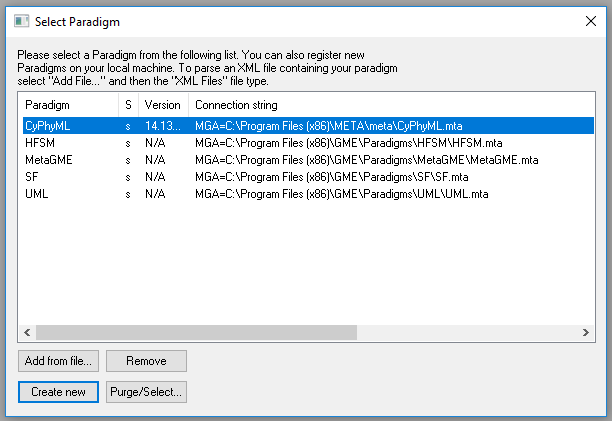 Select Paradigm
Please select a Paradigm from the following list. You can also register new
Paradigms on your local machine. To parse an XML file containing your paradigm
select "Add File..." and then the "XML Files" file type.
Paradigm S Version Connection string
CyPhyML s 14.13... MGA=C:\Program Files (x86)\META\meta\CyPhyML.mta
HFSM s N/A MGA=C:\Program Files (x86)\GME\Paradigms\HFSM\HFSM.mta
MetaGME s N/A MGA=C:\Program Files (x86)\GME\Paradigms\MetaGME\MetaGME.mta
SF s N/A MGA=C:\Program Files (x86)\GME\Paradigms\SF\SF.mta
UML s N/A MGA=C:\Program Files (x86)\GME\Paradigms\UML\UML.mta
Add from file... Remove
Create new Purge/Select...